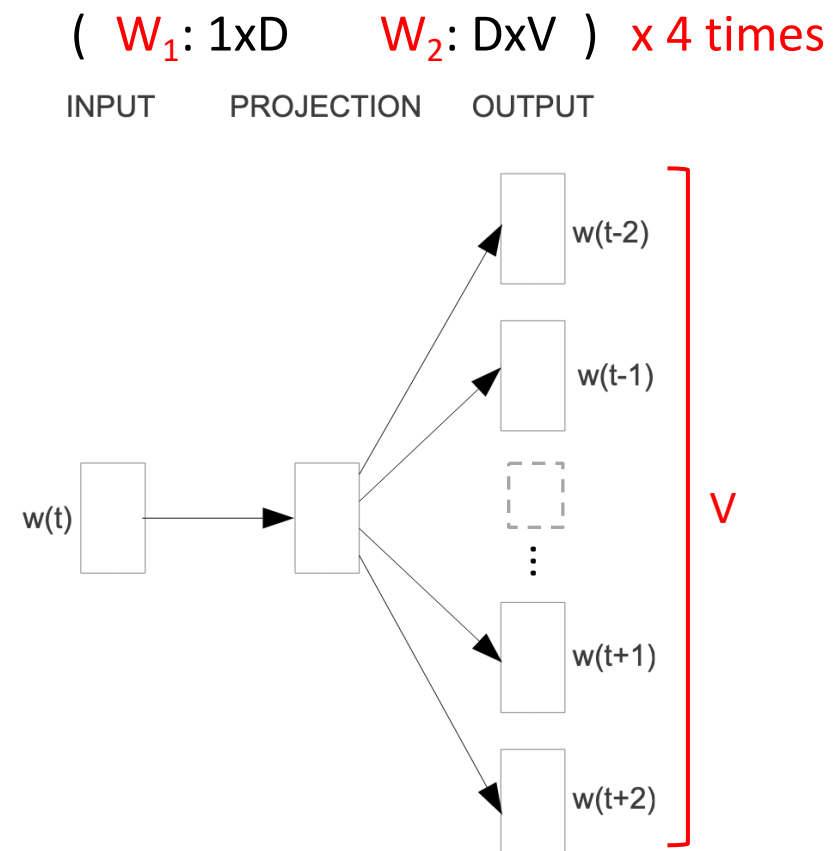 ( W₁: 1xD W₂: DxV ) x 4 times
INPUT PROJECTION OUTPUT
w(t-2)
w(t-1)
w(t)
V
⋮
w(t+1)
w(t+2)